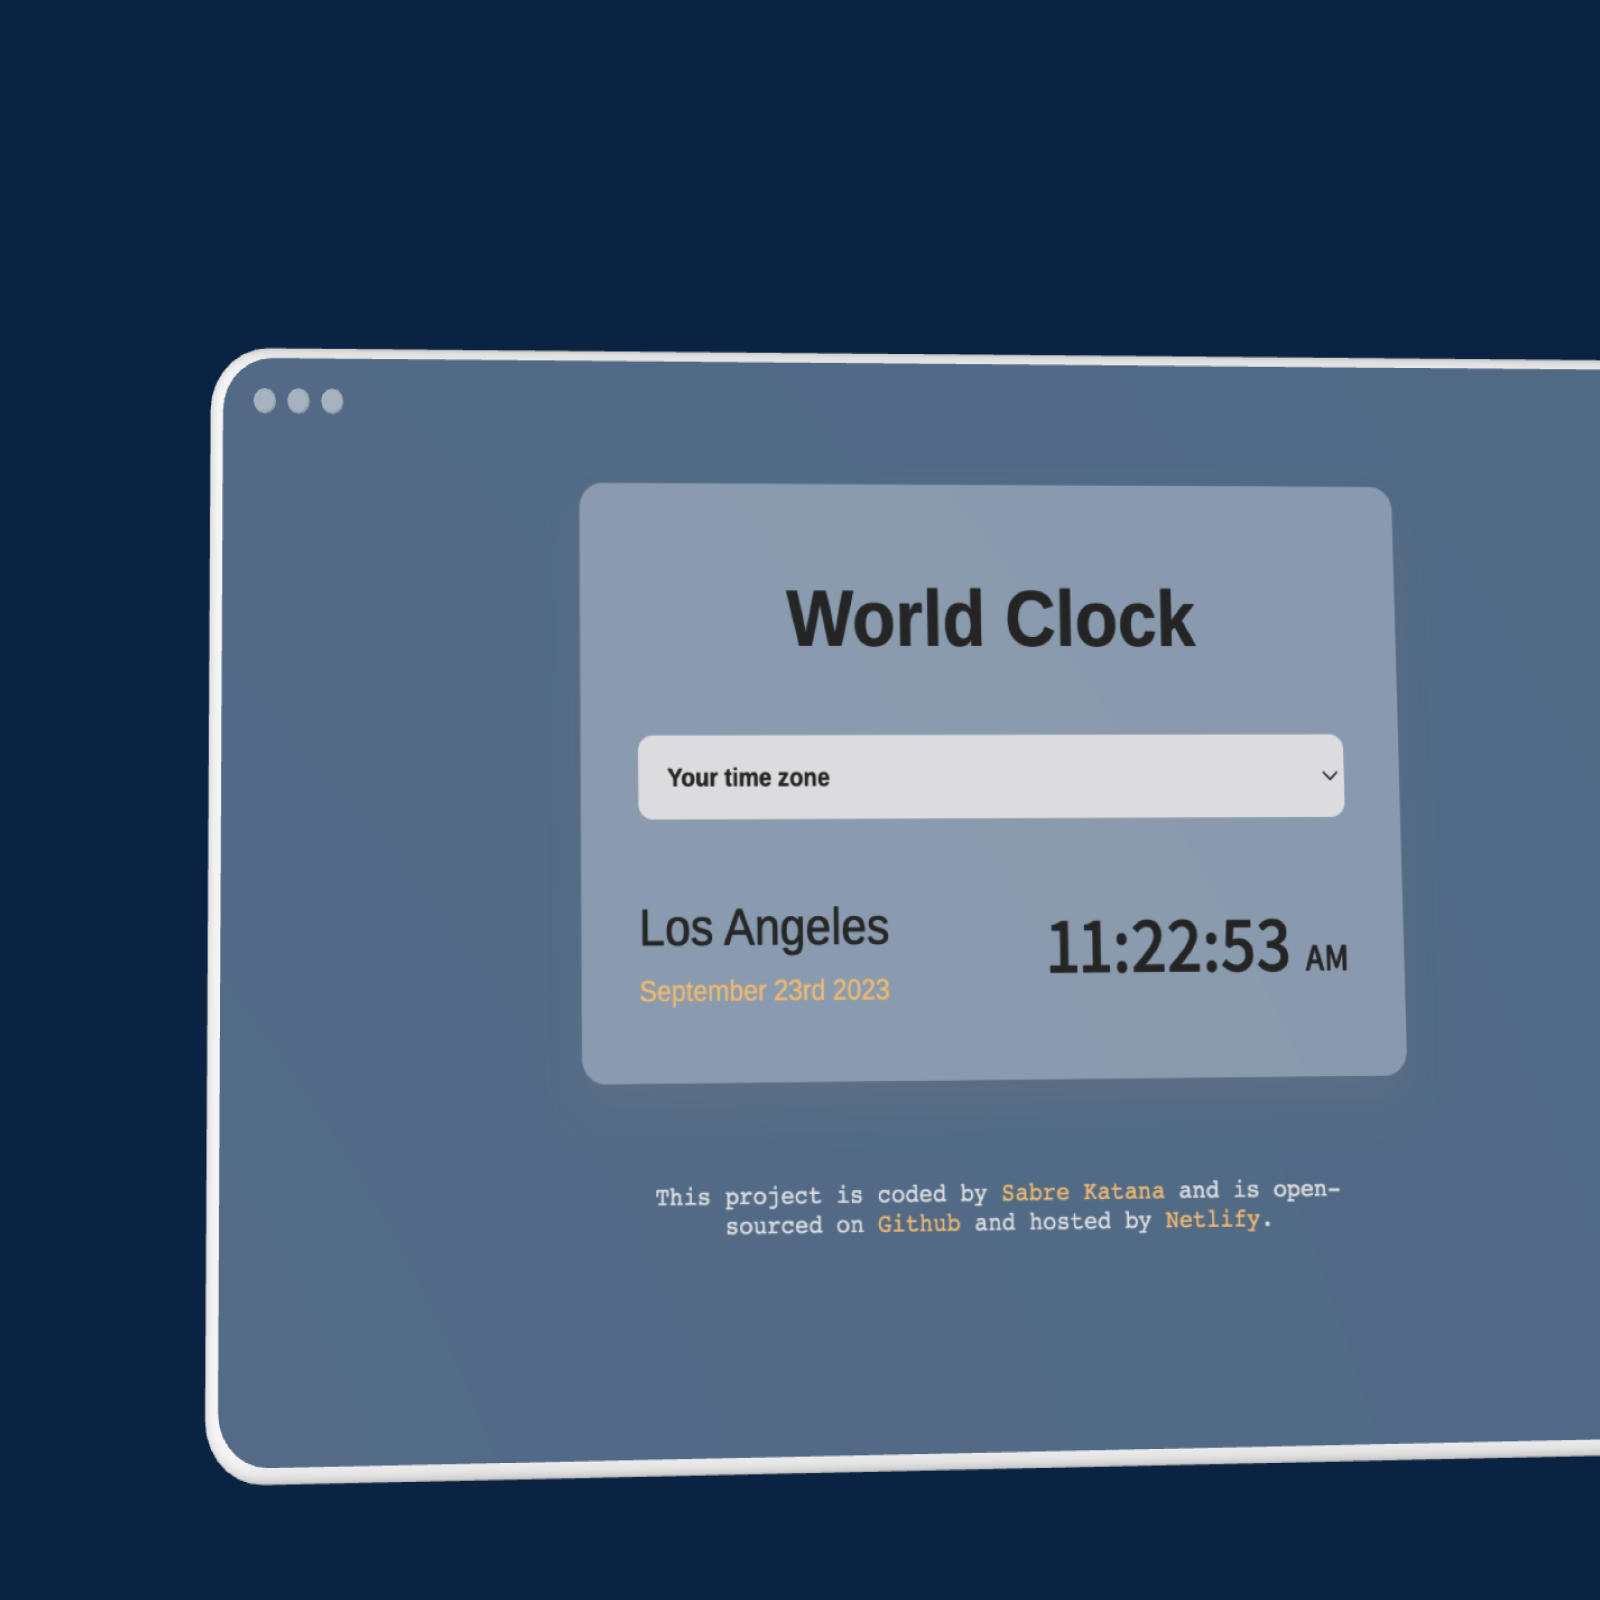 World Clock
Your time zone
Los Angeles
11:22:53 AM
September 23rd 2023
This project is coded by Sabre Katana and is open-
sourced on Github and hosted by Netlify.